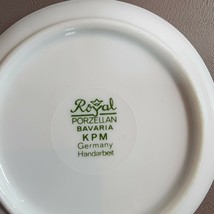 Royal
PORZELLAN
BAVARIA
KPM
Germany
Handarbeit